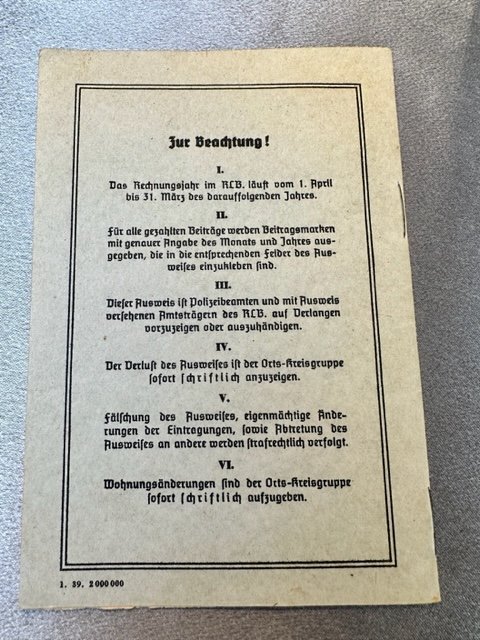 Zur Beachtung!
I.
Das Rechnungsjahr im RLB. läuft vom 1. April
bis 31. März des darauffolgenden Jahres.
II.
Für alle gezahlten Beiträge werden Beitragsmarken
mit genauer Angabe des Monats und Jahres aus-
gegeben, die in die entsprechenden Felder des Aus-
weises einzukleben sind.
III.
Dieser Ausweis ist Polizeibeamten und mit Ausweis
versehenen Amtsträgern des RLB. auf Verlangen
vorzuzeigen oder auszuhändigen.
IV.
Der Verlust des Ausweises ist der Orts-Kreisgruppe
sofort schriftlich anzuzeigen.
V.
Fälschung des Ausweises, eigenmächtige Ände-
rungen der Eintragungen, sowie Abtretung des
Ausweises an andere werden strafrechtlich verfolgt.
VI.
Wohnungsänderungen sind der Orts-Kreisgruppe
sofort schriftlich aufzugeben.
1. 39. 2 000 000